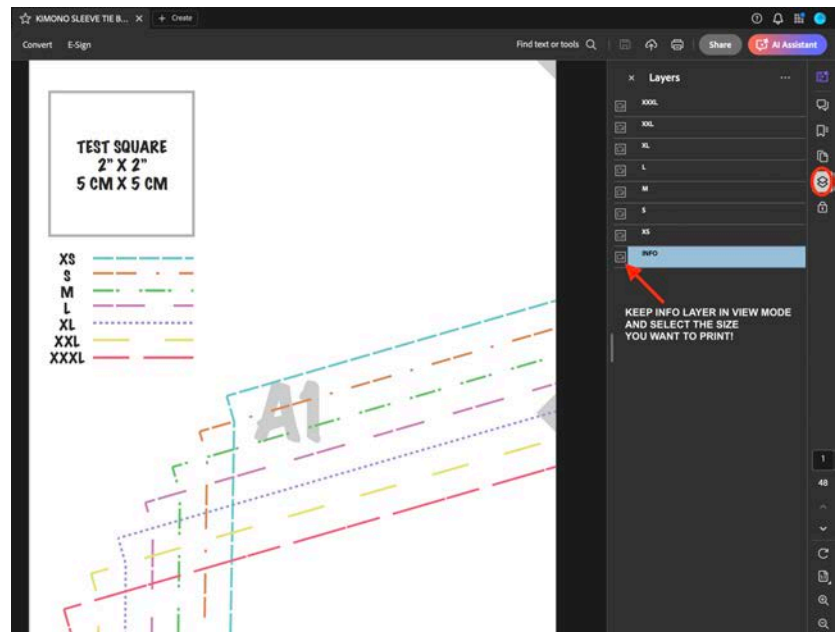 KIMONO SLEEVE TIE B...
+ Create
Convert E-Sign
Find text or tools
Share
AI Assistant
TEST SQUARE
2" X 2"
5 CM X 5 CM
XS
S
M
L
XL
XXL
XXXL
A1
Layers
XXXL
XXL
XL
L
M
S
XS
INFO
KEEP INFO LAYER IN VIEW MODE
AND SELECT THE SIZE
YOU WANT TO PRINT!
1
48